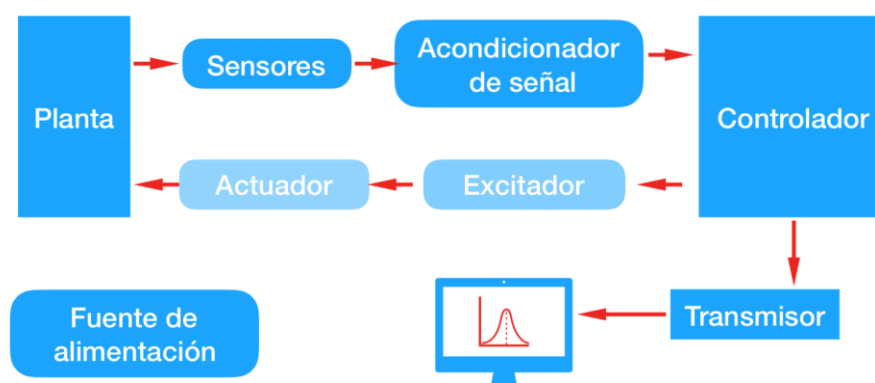 Planta
Sensores
Acondicionador
de señal
Controlador
Actuador
Excitador
Fuente de
alimentación
Transmisor